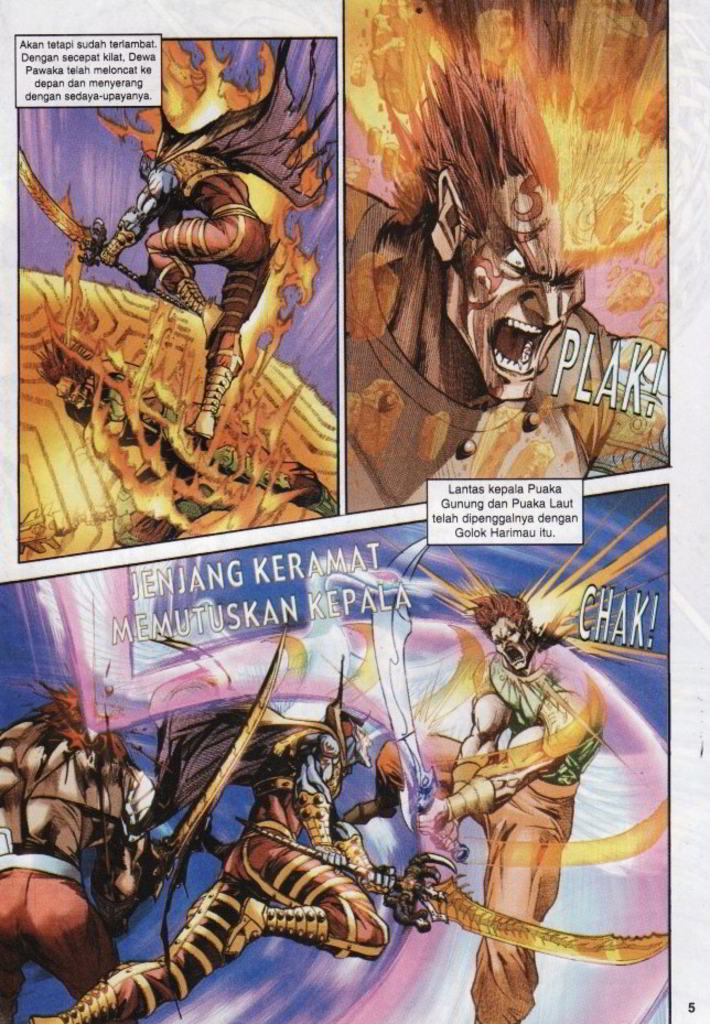 Akan tetapi sudah terlambat.
Dengan secepat kilat, Dewa
Pawaka telah meloncat ke
depan dan menyerang
dengan sedaya-upayanya.
PLAK!
Lantas kepala Puaka
Gunung dan Puaka Laut
telah dipenggalnya dengan
Golok Harimau itu.
JENJANG KERAMAT
MEMUTUSKAN KEPALA
CHAK!
5